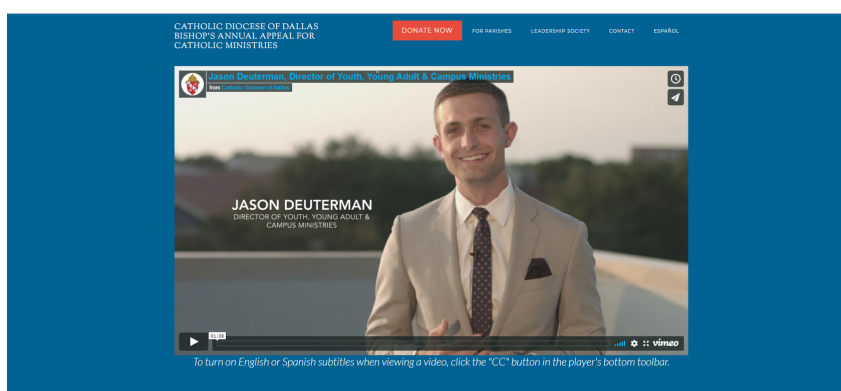 CATHOLIC DIOCESE OF DALLAS
BISHOP'S ANNUAL APPEAL FOR
CATHOLIC MINISTRIES
DONATE NOW
FOR PARISHES
LEADERSHIP SOCIETY
CONTACT
ESPAÑOL
Jason Deuterman, Director of Youth, Young Adult & Campus Ministries
from Catholic Diocese of Dallas
JASON DEUTERMAN
DIRECTOR OF YOUTH, YOUNG ADULT &
CAMPUS MINISTRIES
01:38
vimeo
To turn on English or Spanish subtitles when viewing a video, click the "CC" button in the player's bottom toolbar.